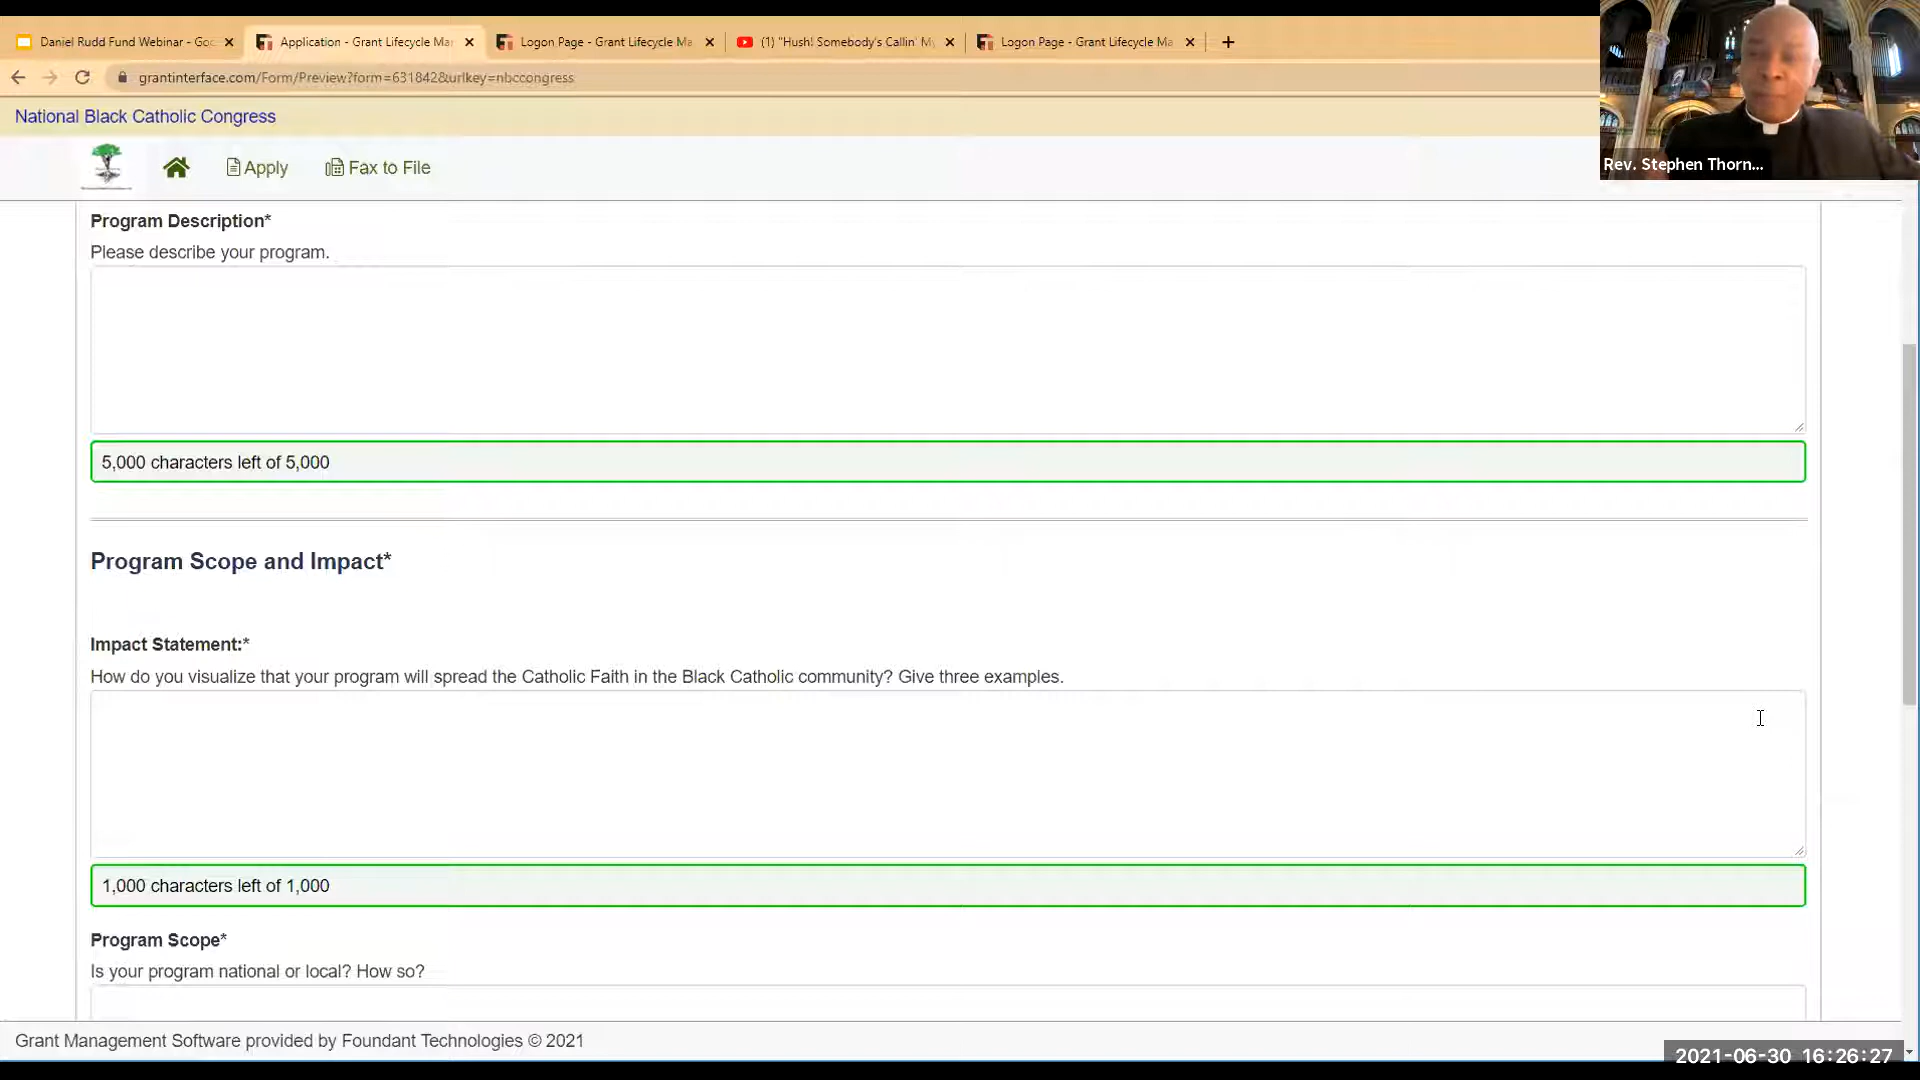 Daniel Rudd Fund Webinar - Goo
Application - Grant Lifecycle Mar
Logon Page - Grant Lifecycle Ma
(1) "Hush! Somebody's Callin' My
Logon Page - Grant Lifecycle Ma
grantinterface.com/Form/Preview?form=631842&urlkey=nbccongress
National Black Catholic Congress
Apply
Fax to File
Rev. Stephen Thorn...
Program Description*
Please describe your program.
5,000 characters left of 5,000
Program Scope and Impact*
Impact Statement:*
How do you visualize that your program will spread the Catholic Faith in the Black Catholic community? Give three examples.
1,000 characters left of 1,000
Program Scope*
Is your program national or local? How so?
Grant Management Software provided by Foundant Technologies © 2021
2021-06-30 16:26:27